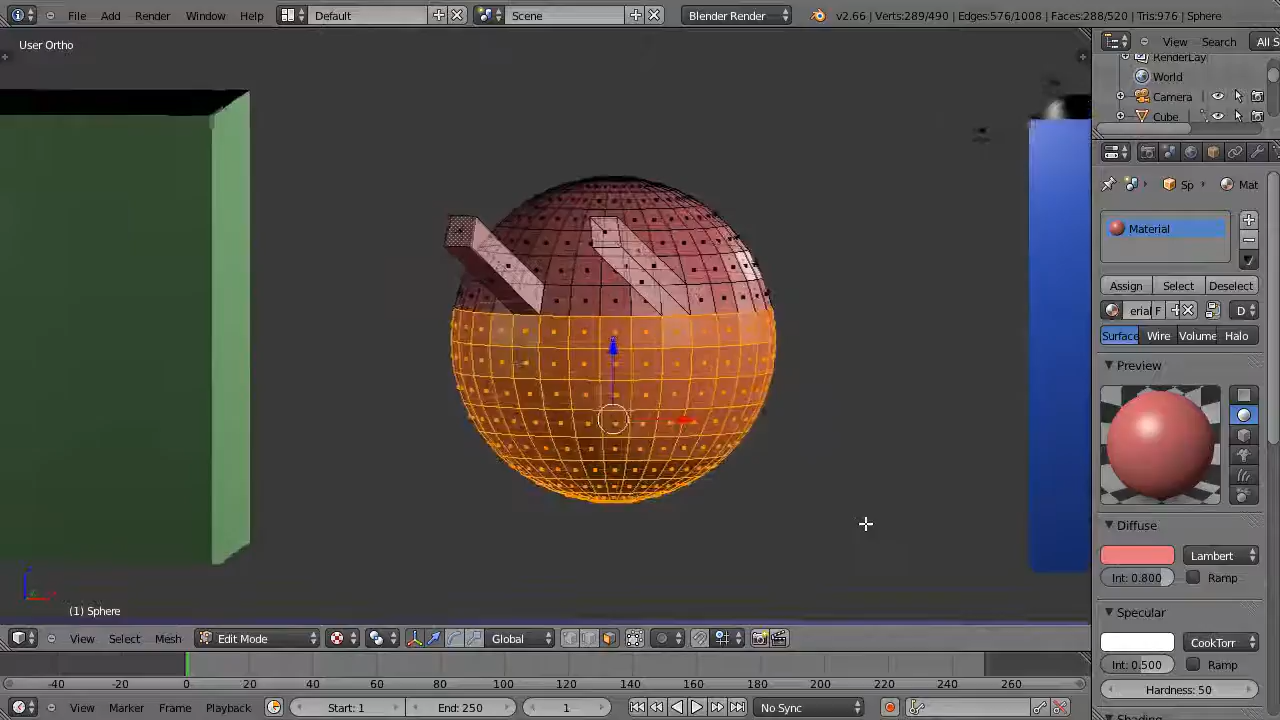 File Add Render Window Help Default Scene Blender Render v2.66 | Verts:289/490 | Edges:576/1008 | Faces:288/520 | Tris:976 | Sphere
User Ortho
View Search All S
RenderLay
World
Camera
Cube
Sp Mat
Material
Assign Select Deselect
erial F D
Surface Wire Volume Halo
Preview
Diffuse
Lambert
Int: 0.800 Ramp
Specular
CookTorr
Int: 0.500 Ramp
Hardness: 50
(1) Sphere
View Select Mesh Edit Mode Global
-40 -20 0 20 40 60 80 100 120 140 160 180 200 220 240 260
View Marker Frame Playback Start: 1 End: 250 1 No Sync